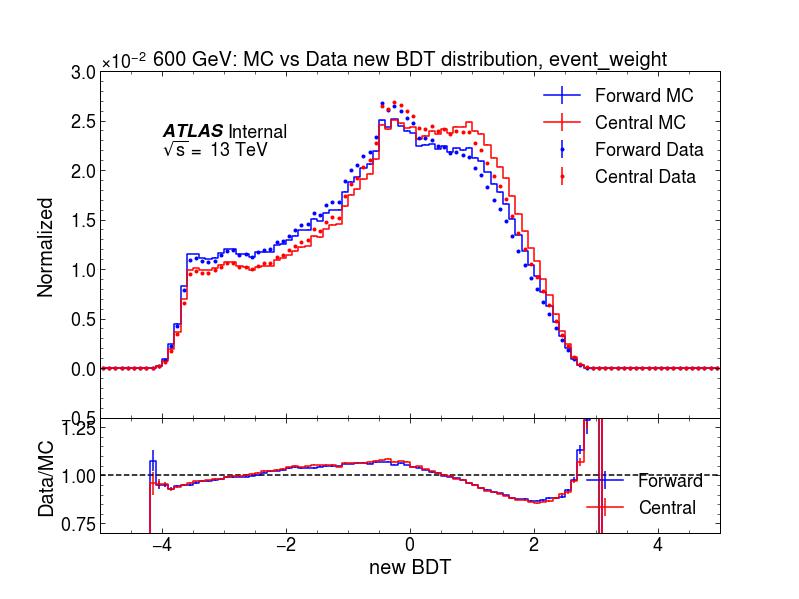 ×10⁻² 600 GeV: MC vs Data new BDT distribution, event_weight
3.0
2.5
2.0
1.5
1.0
0.5
0.0
Normalized
ATLAS Internal
√s = 13 TeV
Forward MC
Central MC
Forward Data
Central Data
1.25
1.00
0.75
Data/MC
Forward
Central
−4 −2 0 2 4
new BDT